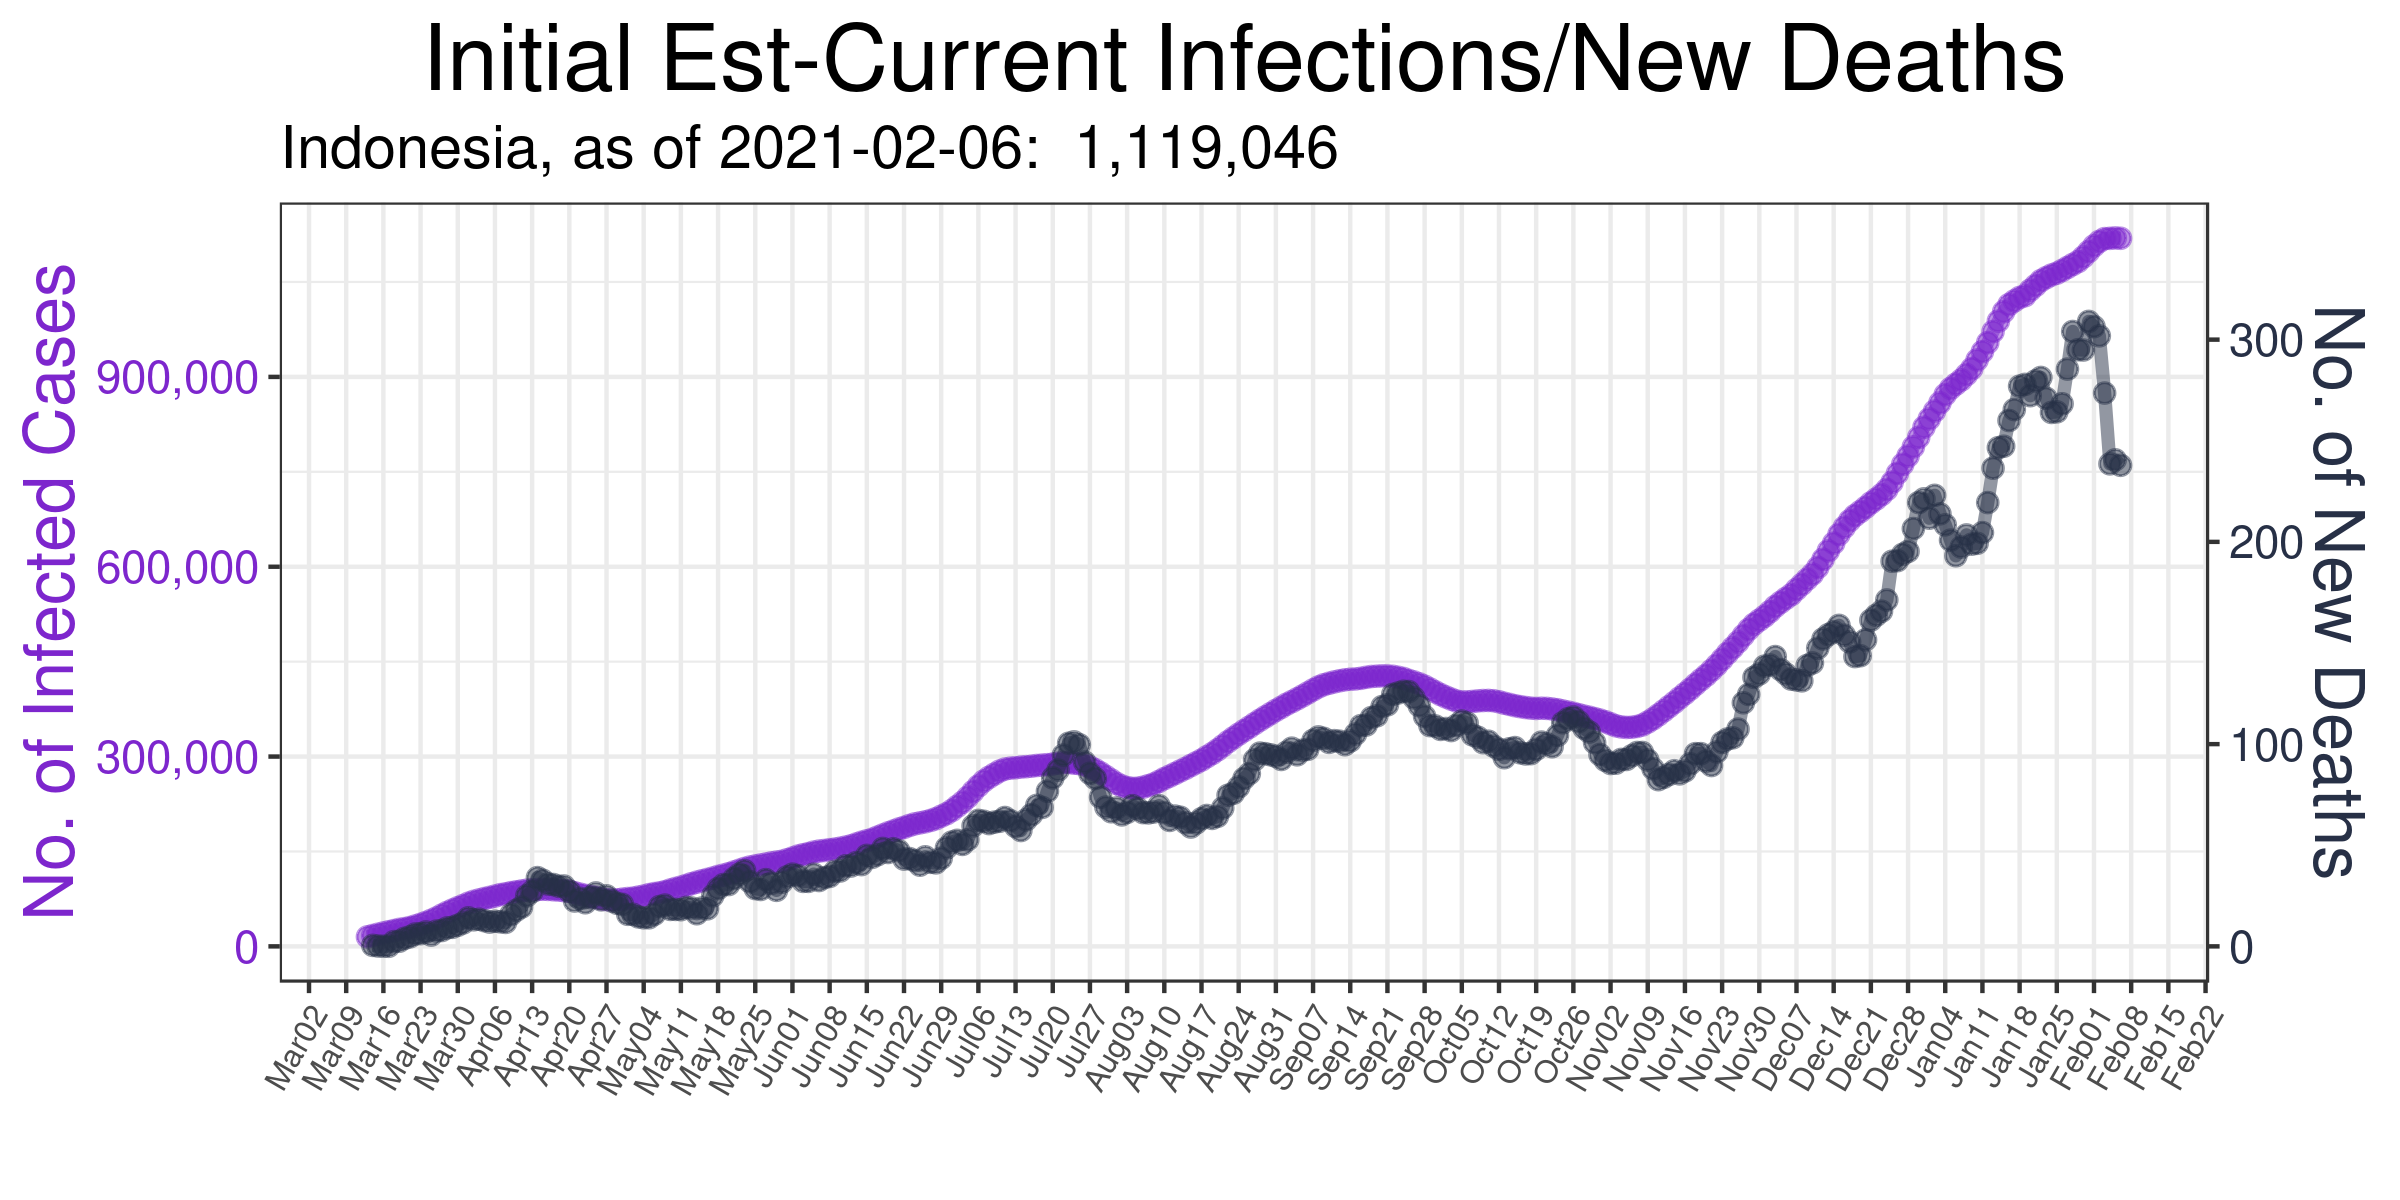 Initial Est-Current Infections/New Deaths
Indonesia, as of 2021-02-06: 1,119,046
No. of Infected Cases
900,000
600,000
300,000
0
300
200
100
0
No. of New Deaths
Mar02
Mar09
Mar16
Mar23
Mar30
Apr06
Apr13
Apr20
Apr27
May04
May11
May18
May25
Jun01
Jun08
Jun15
Jun22
Jun29
Jul06
Jul13
Jul20
Jul27
Aug03
Aug10
Aug17
Aug24
Aug31
Sep07
Sep14
Sep21
Sep28
Oct05
Oct12
Oct19
Oct26
Nov02
Nov09
Nov16
Nov23
Nov30
Dec07
Dec14
Dec21
Dec28
Jan04
Jan11
Jan18
Jan25
Feb01
Feb08
Feb15
Feb22